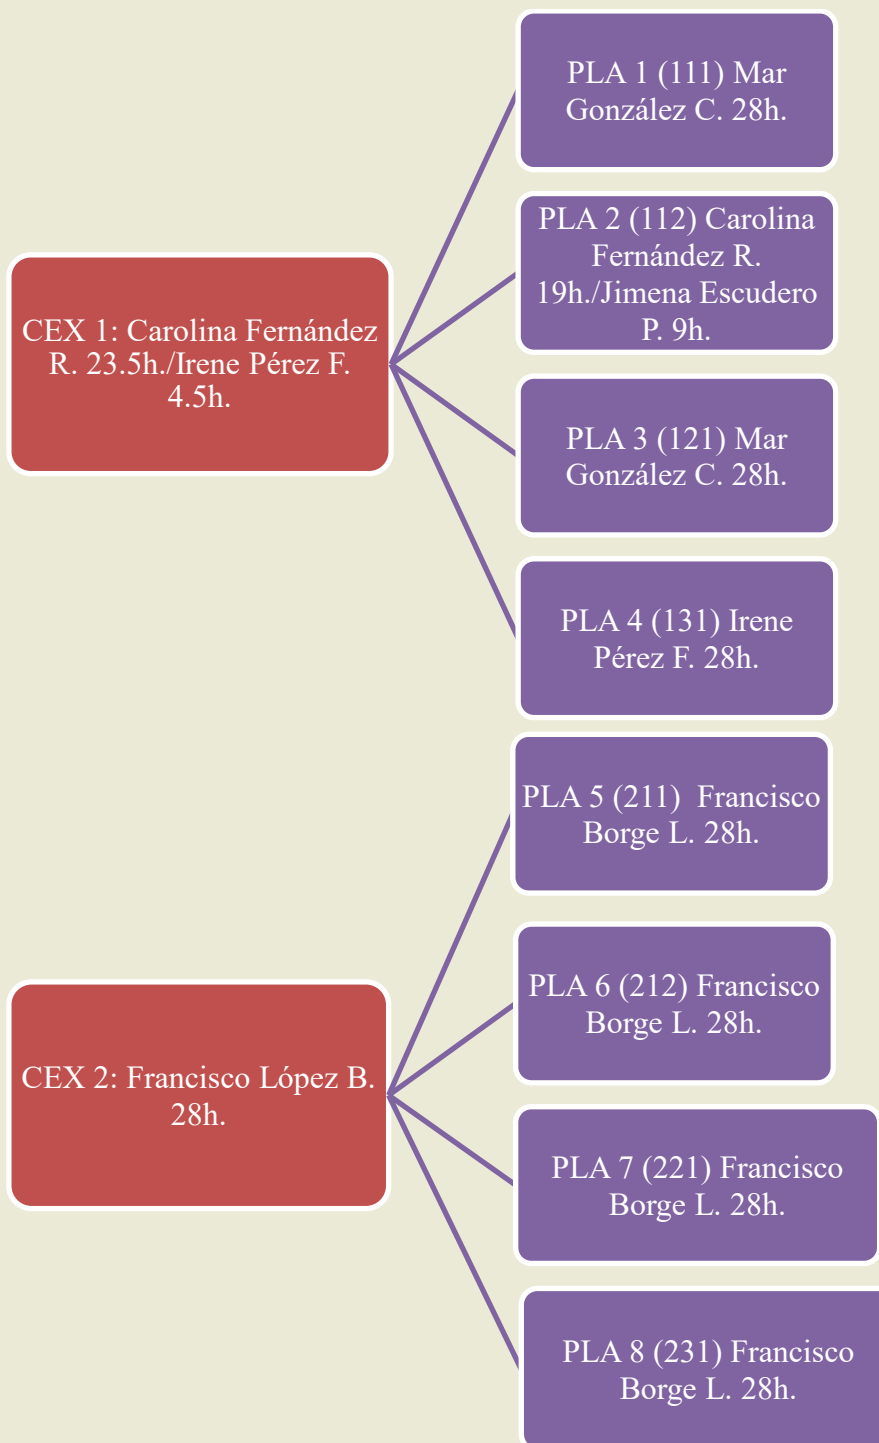 CEX 1: Carolina Fernández
R. 23.5h./Irene Pérez F.
4.5h.
PLA 1 (111) Mar
González C. 28h.
PLA 2 (112) Carolina
Fernández R.
19h./Jimena Escudero
P. 9h.
PLA 3 (121) Mar
González C. 28h.
PLA 4 (131) Irene
Pérez F. 28h.
CEX 2: Francisco López B.
28h.
PLA 5 (211)  Francisco
Borge L. 28h.
PLA 6 (212) Francisco
Borge L. 28h.
PLA 7 (221) Francisco
Borge L. 28h.
PLA 8 (231) Francisco
Borge L. 28h.